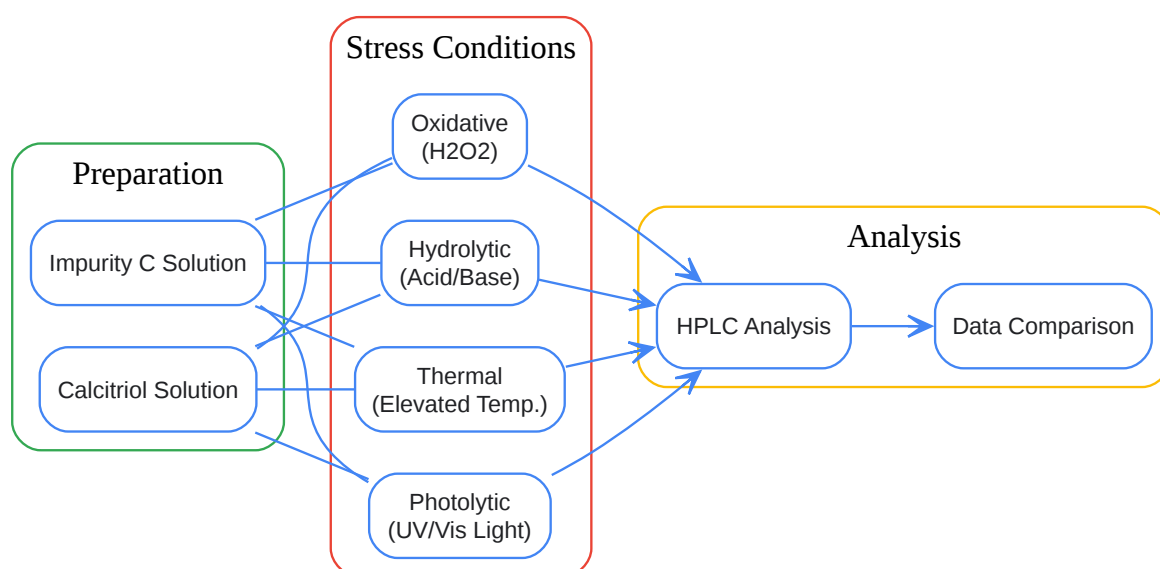 Preparation
Impurity C Solution
Calcitriol Solution
Stress Conditions
Oxidative
(H2O2)
Hydrolytic
(Acid/Base)
Thermal
(Elevated Temp.)
Photolytic
(UV/Vis Light)
Analysis
HPLC Analysis
Data Comparison